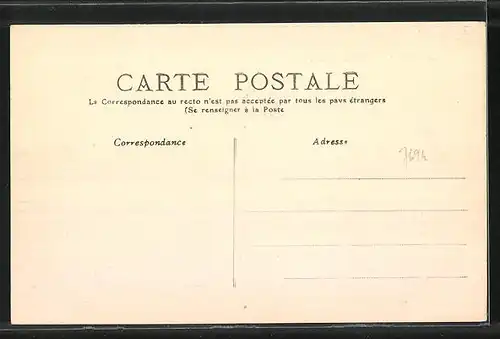 CARTE POSTALE
La Correspondance au recto n'est pas acceptée par tous les pays étrangers
(Se renseigner à la Poste
Correspondance
Adresse